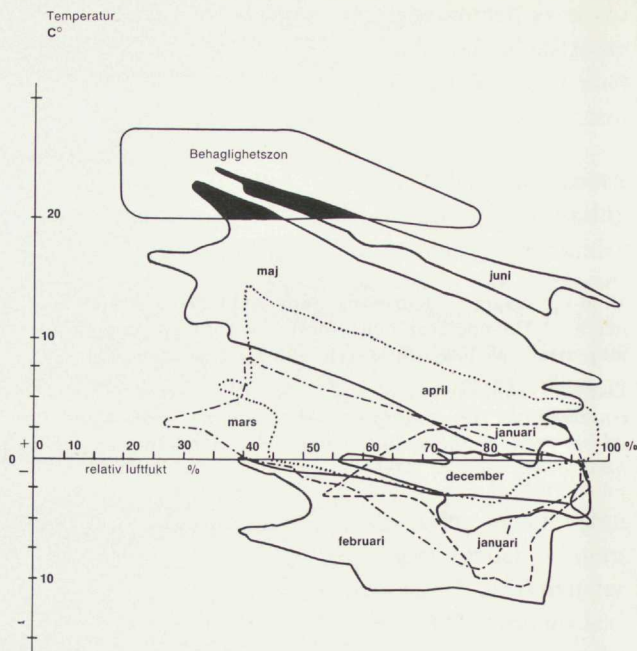 Temperatur
C°
Behaglighetszon
20
maj
juni
10
april
mars
januari
+
0
0 10 20 30 40 50 60 70 80 90 100 %
–
relativ luftfukt %
december
februari
januari
10